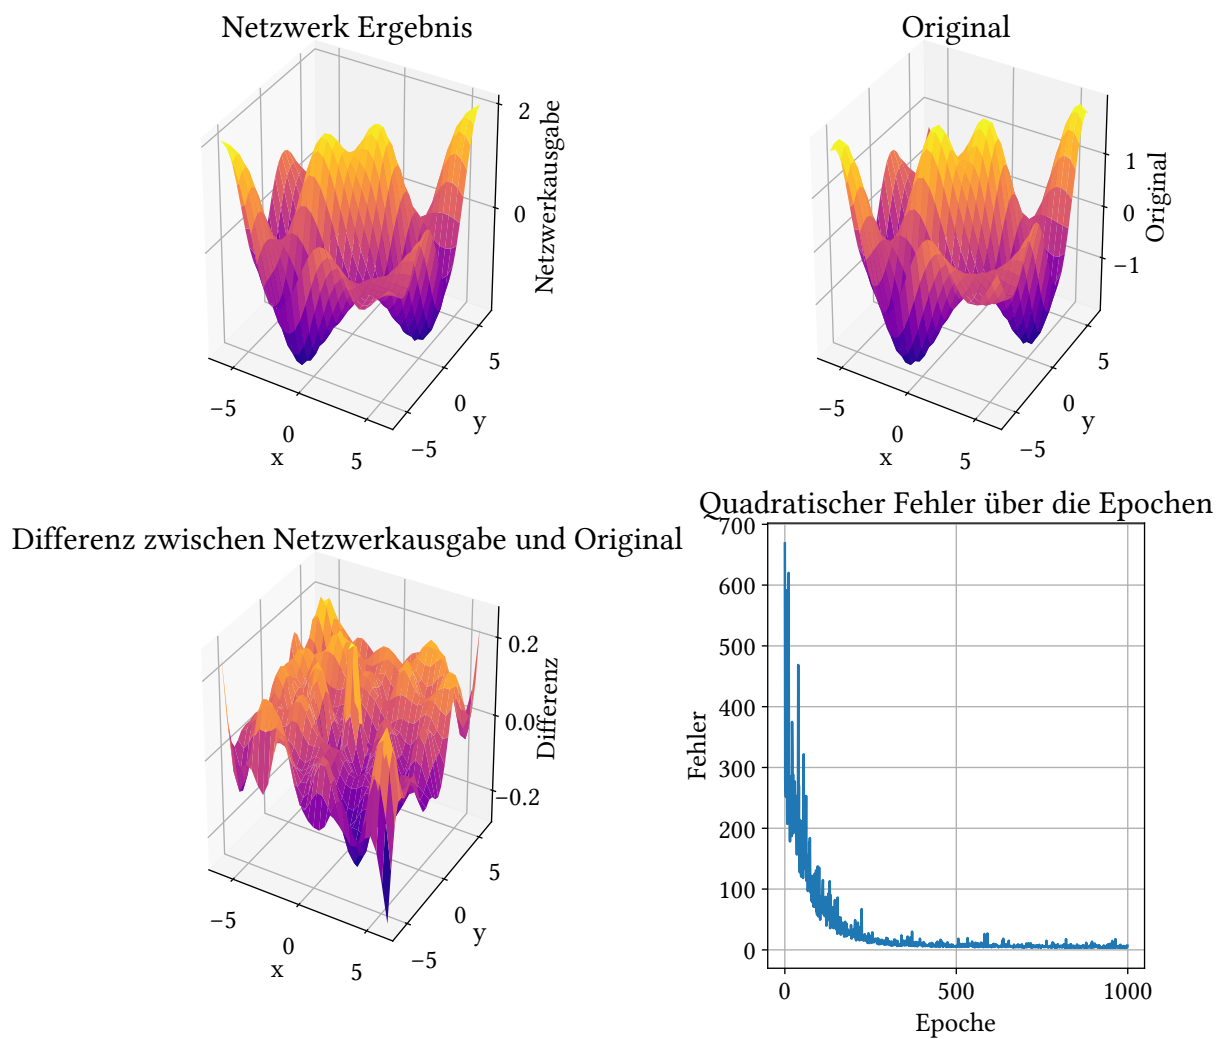 Netzwerk Ergebnis
2
0
Netzwerkausgabe
−5
0
5
x
−5
0
5
y
Original
1
0
−1
Original
−5
0
5
x
−5
0
5
y
Differenz zwischen Netzwerkausgabe und Original
0.2
0.0
−0.2
Differenz
−5
0
5
x
−5
0
5
y
Quadratischer Fehler über die Epochen
700
600
500
400
300
200
100
0
Fehler
0
500
1000
Epoche